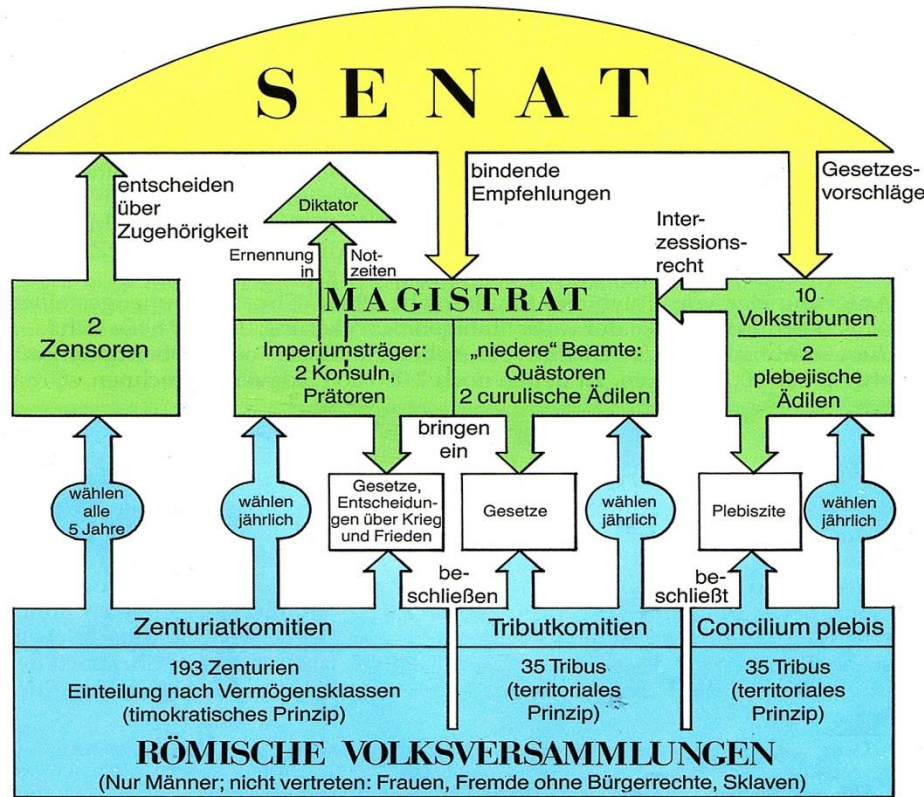 SENAT
entscheiden
über
Zugehörigkeit
Diktator
Ernennung
in
Not-
zeiten
bindende
Empfehlungen
Gesetzes-
vorschläge
Inter-
zessions-
recht
2
Zensoren
MAGISTRAT
Imperiumsträger:
2 Konsuln,
Prätoren
„niedere“ Beamte:
Quästoren
2 curulische Ädilen
10
Volkstribunen
2
plebejische
Ädilen
bringen
ein
wählen
alle
5 Jahre
wählen
jährlich
Gesetze,
Entscheidun-
gen über Krieg
und Frieden
Gesetze
wählen
jährlich
Plebiszite
wählen
jährlich
be-
schließen
be-
schließt
Zenturiatkomitien
193 Zenturien
Einteilung nach Vermögensklassen
(timokratisches Prinzip)
Tributkomitien
35 Tribus
(territoriales
Prinzip)
Concilium plebis
35 Tribus
(territoriales
Prinzip)
RÖMISCHE VOLKSVERSAMMLUNGEN
(Nur Männer; nicht vertreten: Frauen, Fremde ohne Bürgerrechte, Sklaven)